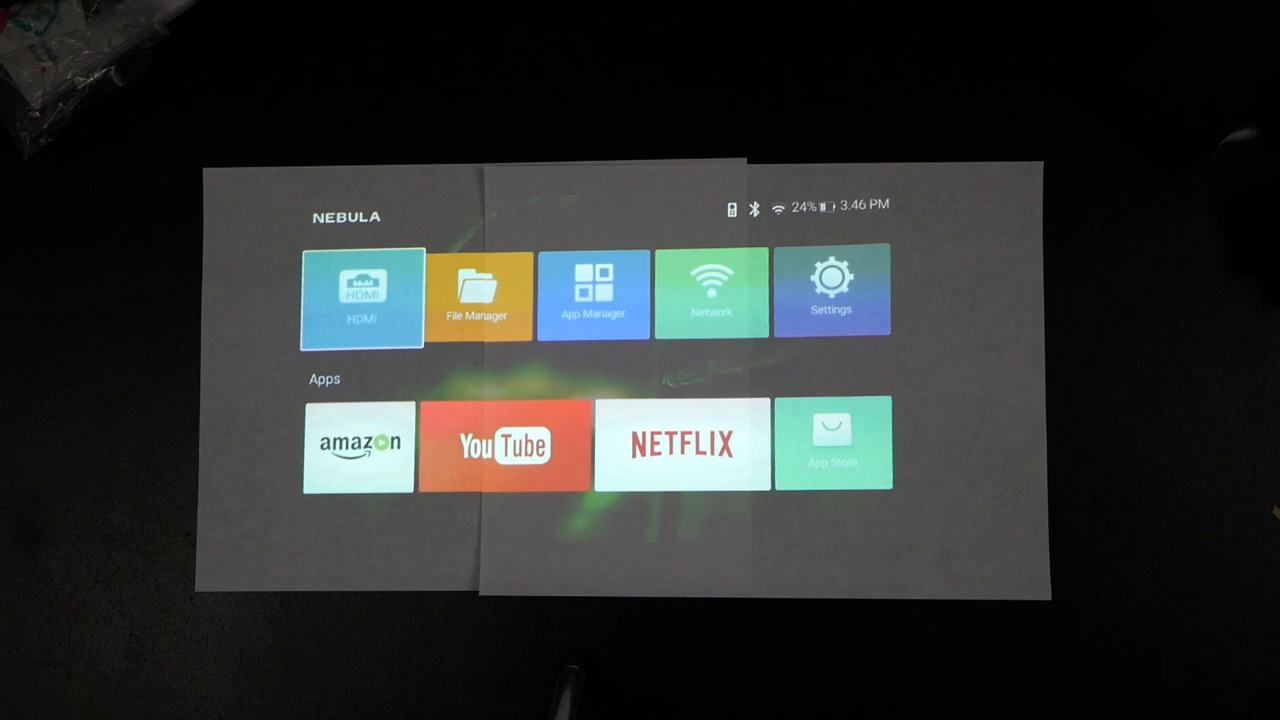 NEBULA
24% 3.46 PM
HDMI
HDMI
File Manager
App Manager
Network
Settings
Apps
amazon
YouTube
NETFLIX
App Store